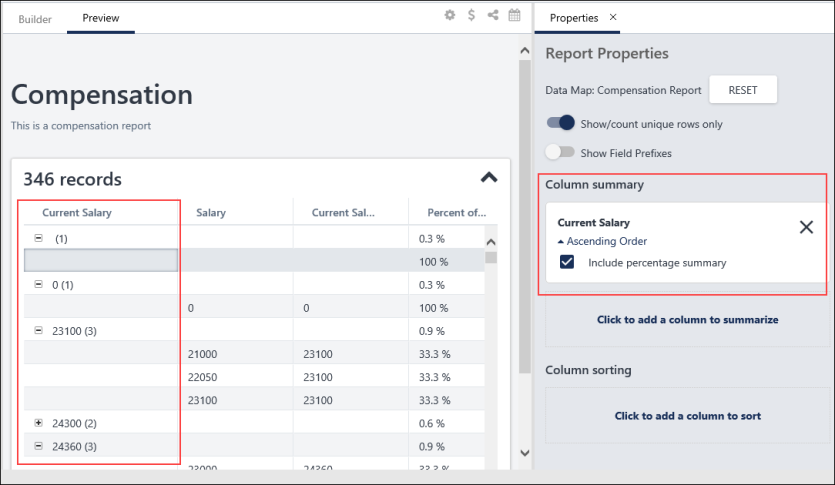 Builder Preview $
Compensation
This is a compensation report
346 records
Current Salary Salary Current Sal... Percent of...
(1) 0.3 %
100 %
0 (1) 0.3 %
0 0 100 %
23100 (3) 0.9 %
21000 23100 33.3 %
22050 23100 33.3 %
23100 23100 33.3 %
24300 (2) 0.6 %
24360 (3) 0.9 %
23000 24360 33.3 %
Properties ×
Report Properties
Data Map: Compensation Report RESET
Show/count unique rows only
Show Field Prefixes
Column summary
Current Salary
Ascending Order
Include percentage summary
Click to add a column to summarize
Column sorting
Click to add a column to sort